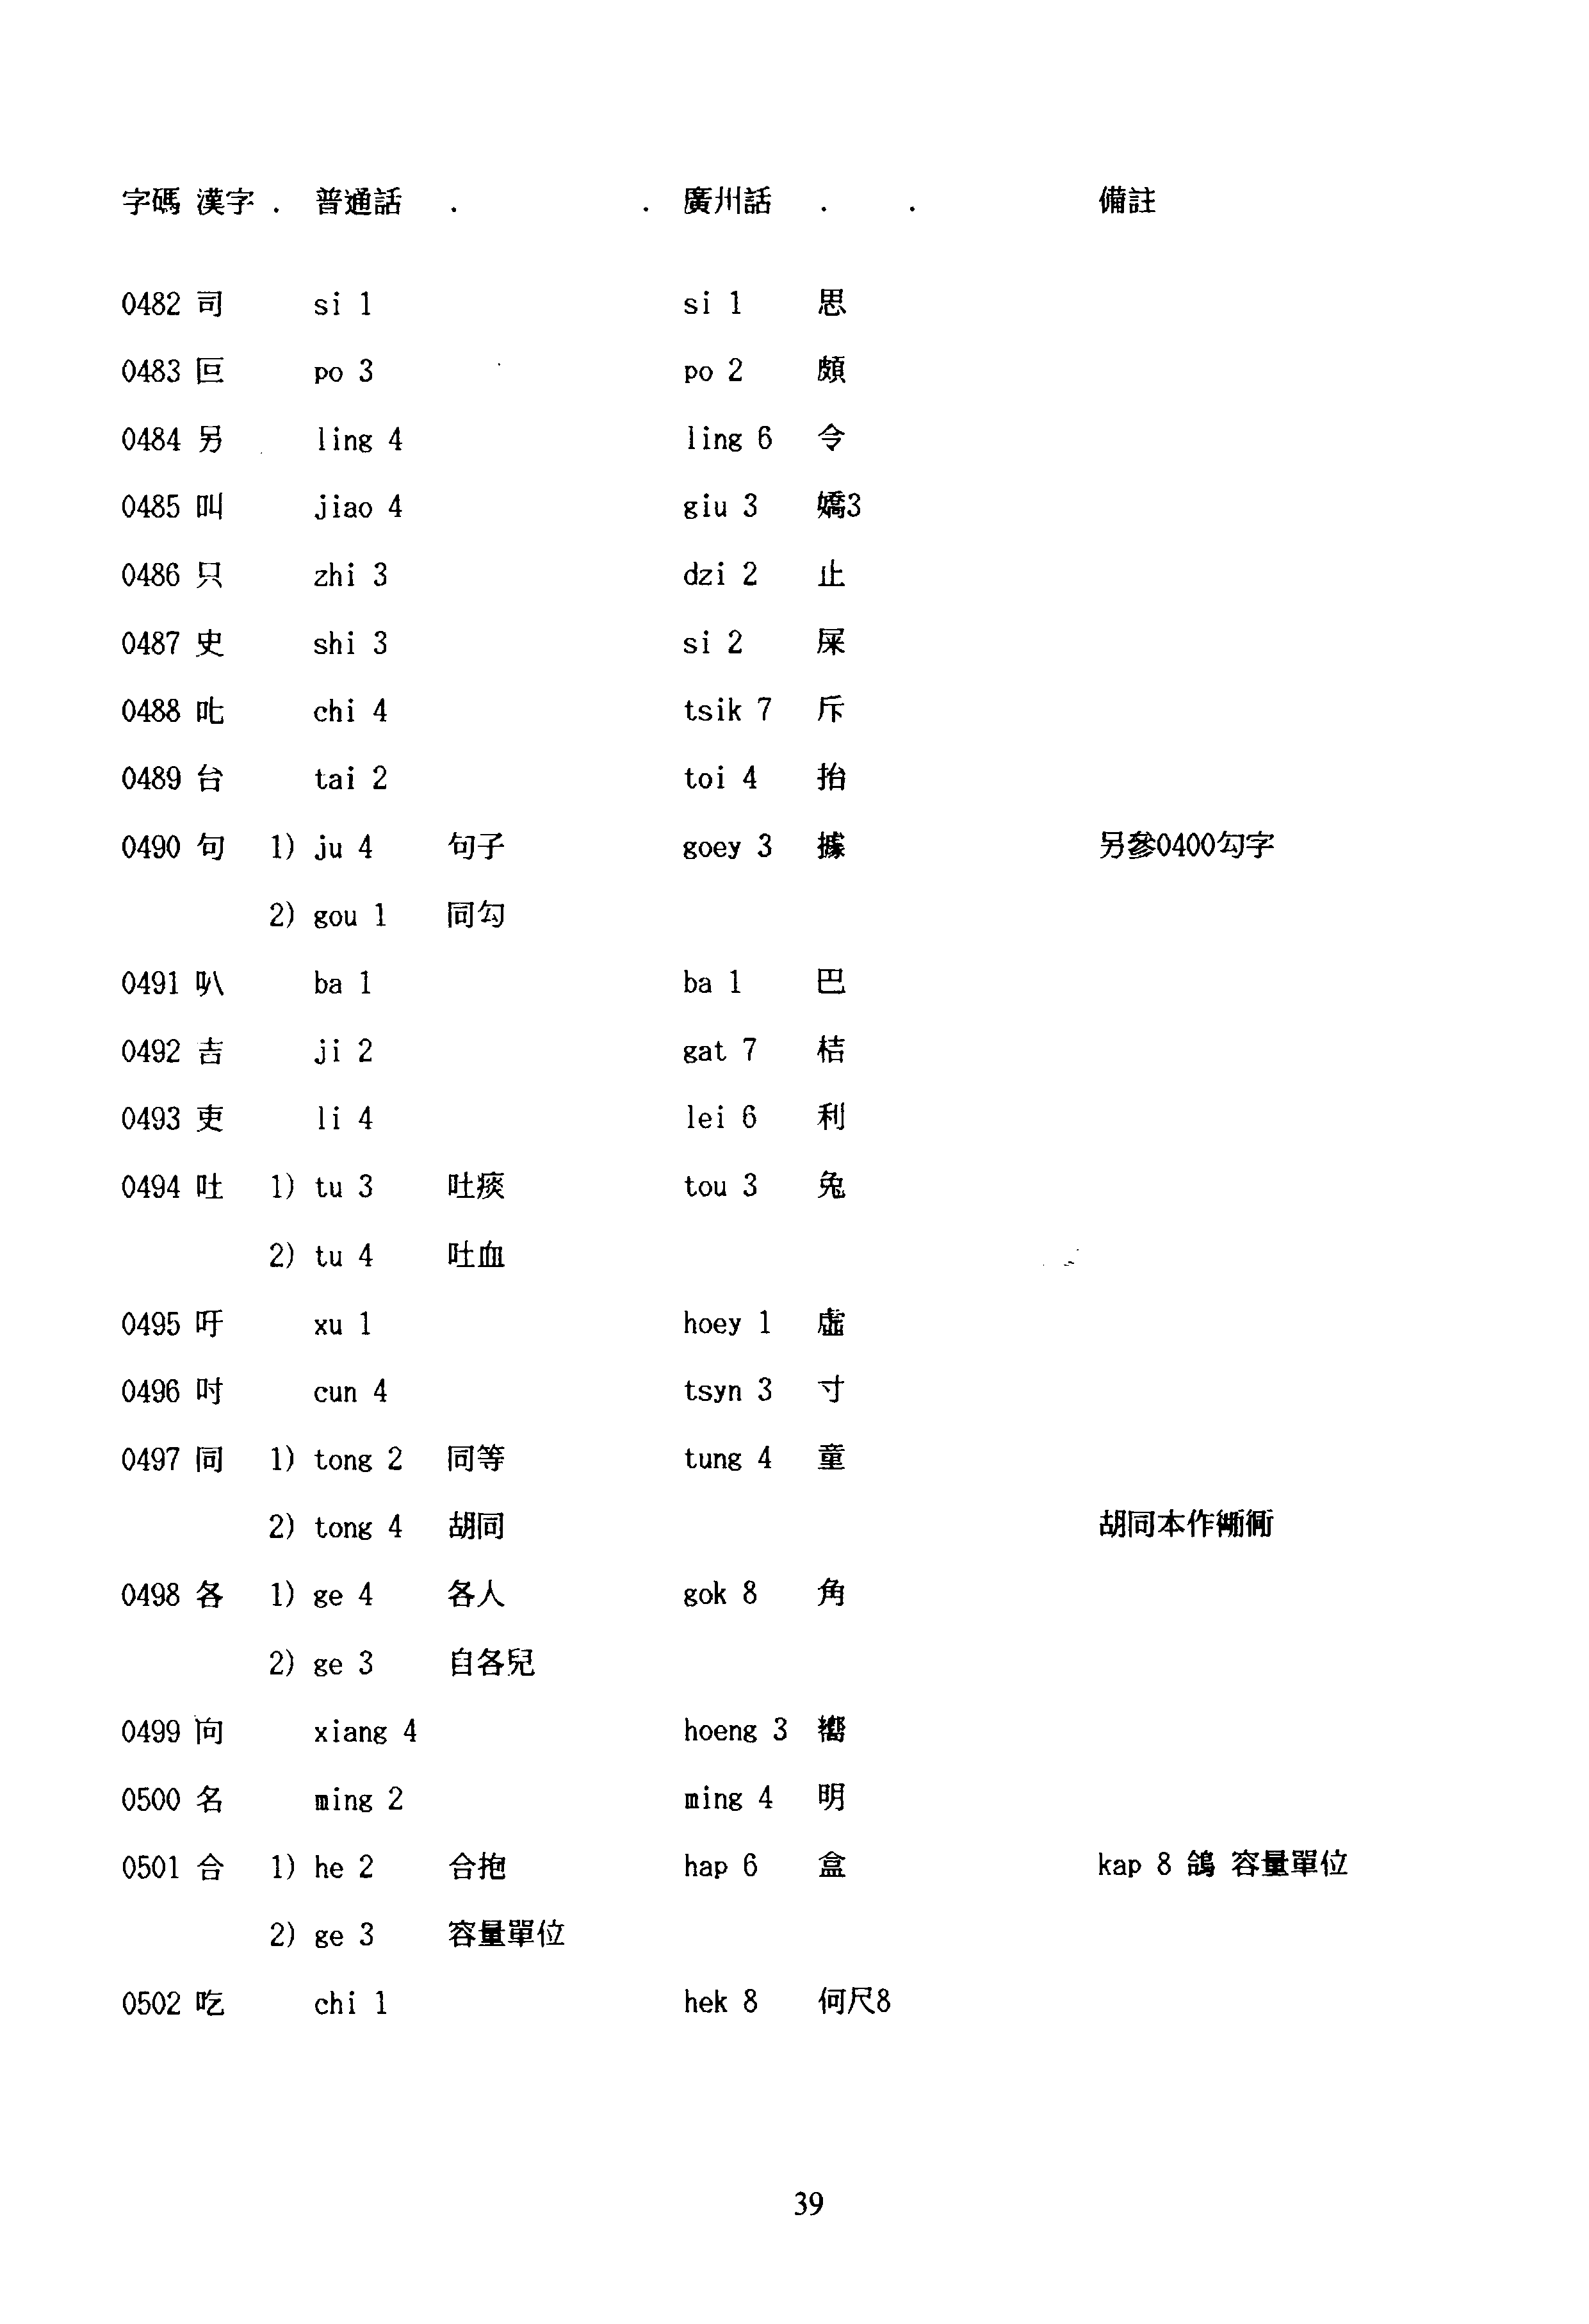 字碼 漢字 . 普通話 . . 廣州話 . . 備註
0482 司 si 1 si 1 思
0483 叵 po 3 po 2 頗
0484 另 ling 4 ling 6 令
0485 叫 jiao 4 giu 3 嬌3
0486 只 zhi 3 dzi 2 止
0487 史 shi 3 si 2 屎
0488 叱 chi 4 tsik 7 斥
0489 台 tai 2 toi 4 抬
0490 句 1) ju 4 句子 goey 3 據 另參0400勾字
2) gou 1 同勾
0491 叭 ba 1 ba 1 巴
0492 吉 ji 2 gat 7 桔
0493 吏 li 4 lei 6 利
0494 吐 1) tu 3 吐痰 tou 3 兔
2) tu 4 吐血
0495 吁 xu 1 hoey 1 虛
0496 吋 cun 4 tsyn 3 寸
0497 同 1) tong 2 同等 tung 4 童
2) tong 4 胡同 胡同本作衚衕
0498 各 1) ge 4 各人 gok 8 角
2) ge 3 自各兒
0499 向 xiang 4 hoeng 3 嚮
0500 名 ming 2 ming 4 明
0501 合 1) he 2 合抱 hap 6 盒 kap 8 鴿 容量單位
2) ge 3 容量單位
0502 吃 chi 1 hek 8 何尺8
39